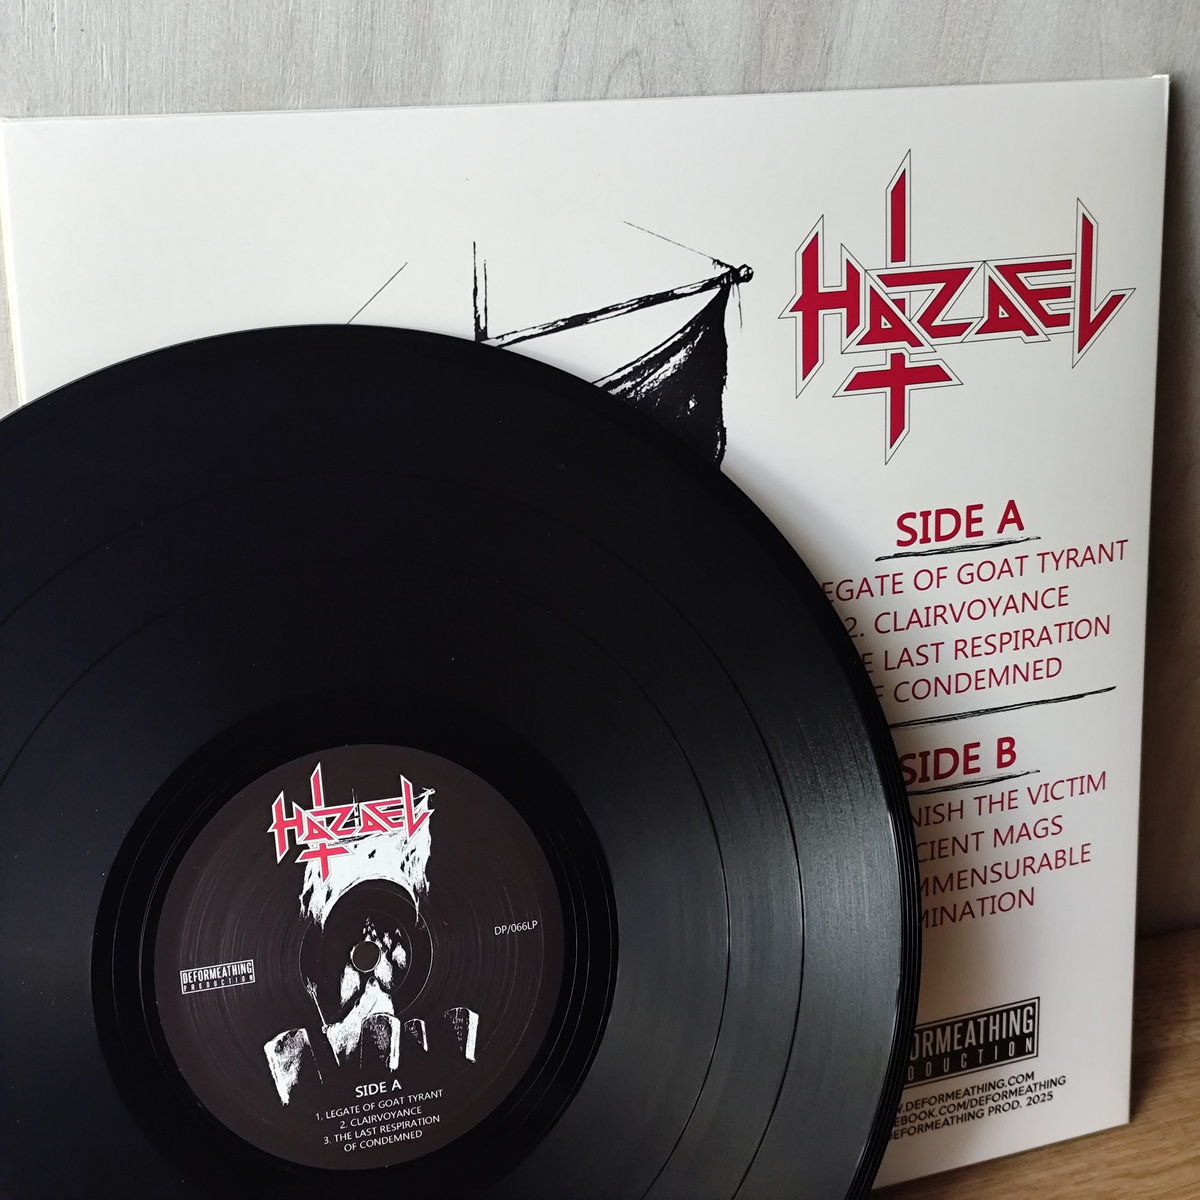 HAZAEL
SIDE A
EGATE OF GOAT TYRANT
2. CLAIRVOYANCE
E LAST RESPIRATION
F CONDEMNED
SIDE B
NISH THE VICTIM
CIENT MAGS
MMENSURABLE
MINATION
ORMEATHING
ODUCTION
W.DEFORMEATHING.COM
EBOOK.COM/DEFORMEATHING
DEFORMEATHING PROD. 2025
HAZAEL
DP/066LP
DEFORMEATHING
PRODUCTION
SIDE A
1. LEGATE OF GOAT TYRANT
2. CLAIRVOYANCE
3. THE LAST RESPIRATION
OF CONDEMNED